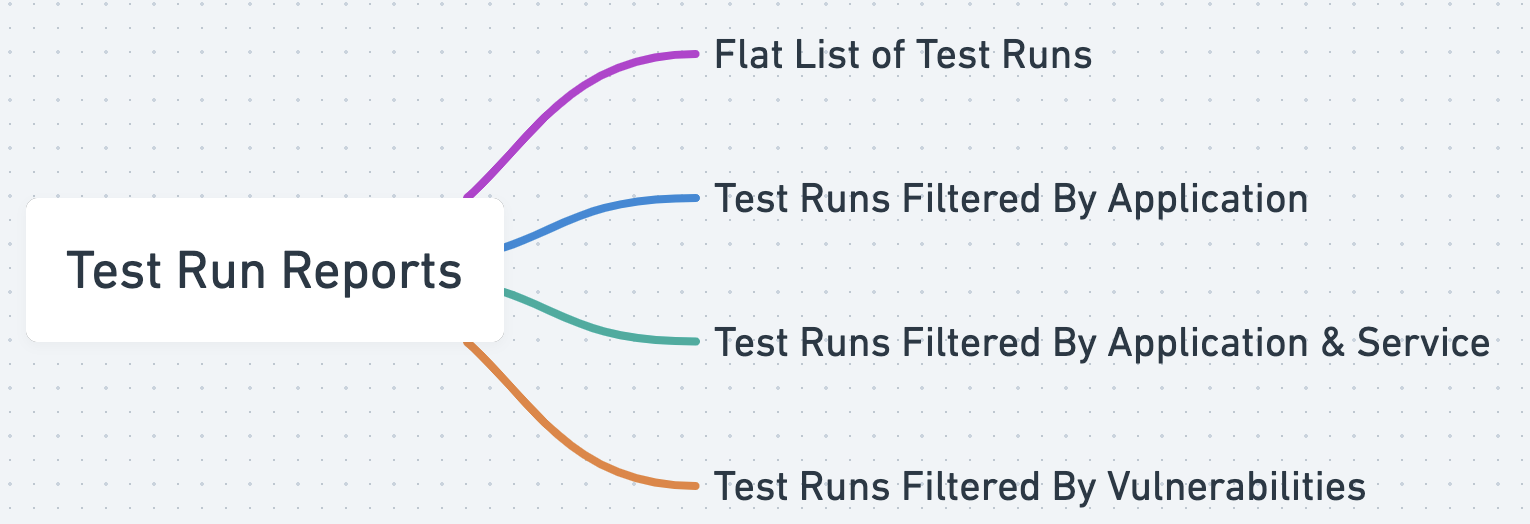 Flat List of Test Runs
Test Runs Filtered By Application
Test Run Reports
Test Runs Filtered By Application & Service
Test Runs Filtered By Vulnerabilities